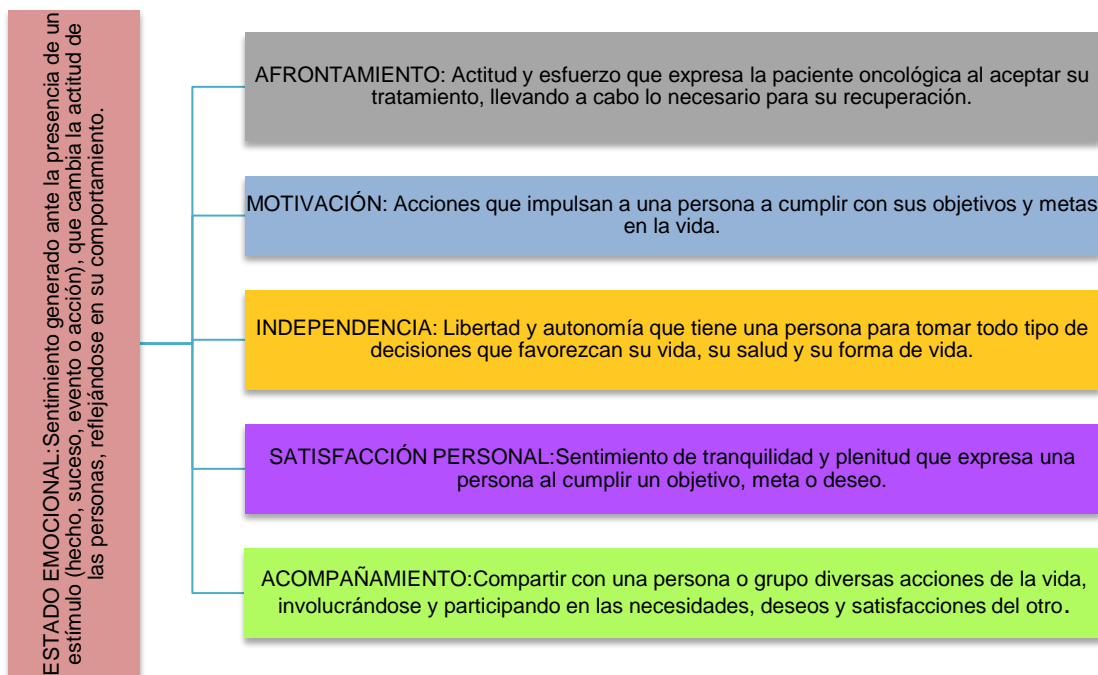 ESTADO EMOCIONAL:Sentimiento generado ante la presencia de un
estímulo (hecho, suceso, evento o acción), que cambia la actitud de
las personas, reflejándose en su comportamiento.
AFRONTAMIENTO: Actitud y esfuerzo que expresa la paciente oncológica al aceptar su
tratamiento, llevando a cabo lo necesario para su recuperación.
MOTIVACIÓN: Acciones que impulsan a una persona a cumplir con sus objetivos y metas
en la vida.
INDEPENDENCIA: Libertad y autonomía que tiene una persona para tomar todo tipo de
decisiones que favorezcan su vida, su salud y su forma de vida.
SATISFACCIÓN PERSONAL:Sentimiento de tranquilidad y plenitud que expresa una
persona al cumplir un objetivo, meta o deseo.
ACOMPAÑAMIENTO:Compartir con una persona o grupo diversas acciones de la vida,
involucrándose y participando en las necesidades, deseos y satisfacciones del otro.